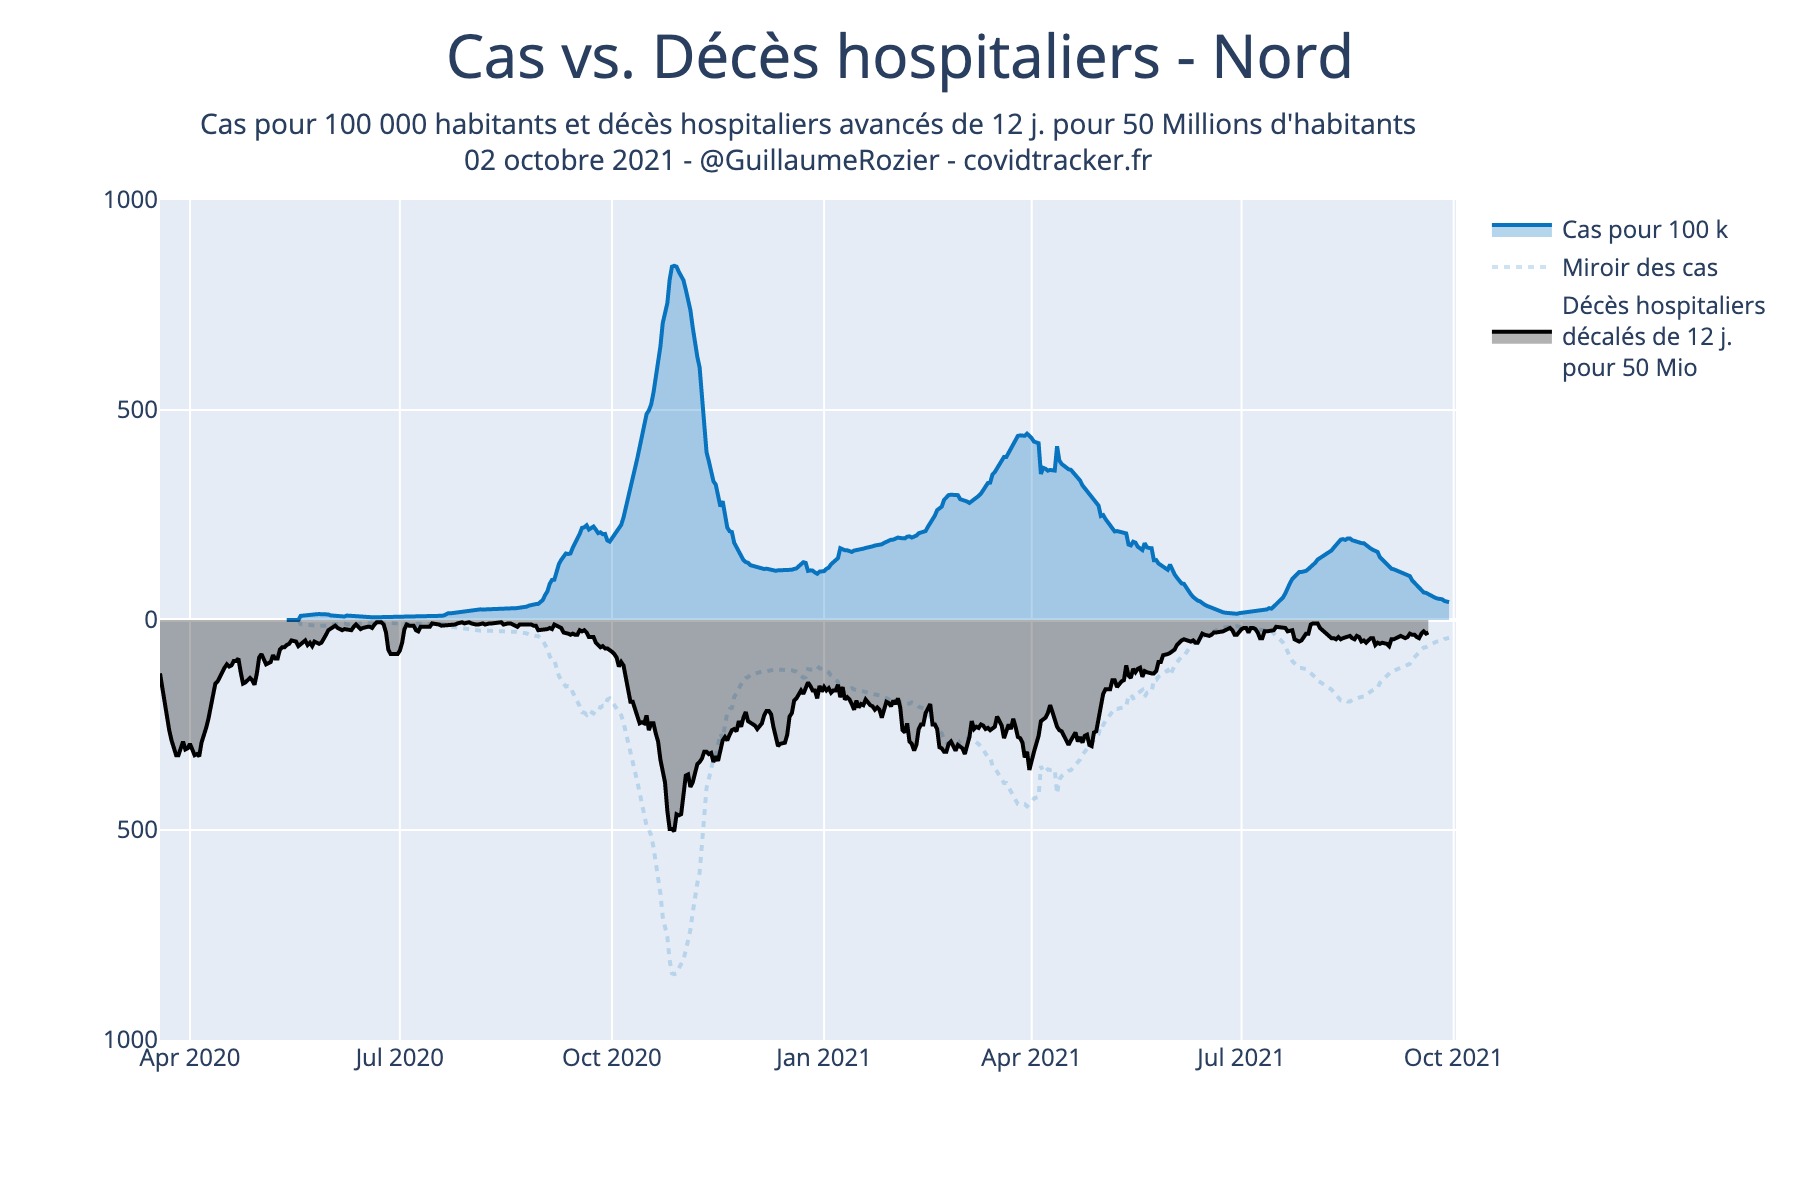 Cas vs. Décès hospitaliers - Nord
Cas pour 100 000 habitants et décès hospitaliers avancés de 12 j. pour 50 Millions d'habitants
02 octobre 2021 - @GuillaumeRozier - covidtracker.fr
1000
500
0
500
1000
Apr 2020
Jul 2020
Oct 2020
Jan 2021
Apr 2021
Jul 2021
Oct 2021
Cas pour 100 k
Miroir des cas
Décès hospitaliers
décalés de 12 j.
pour 50 Mio